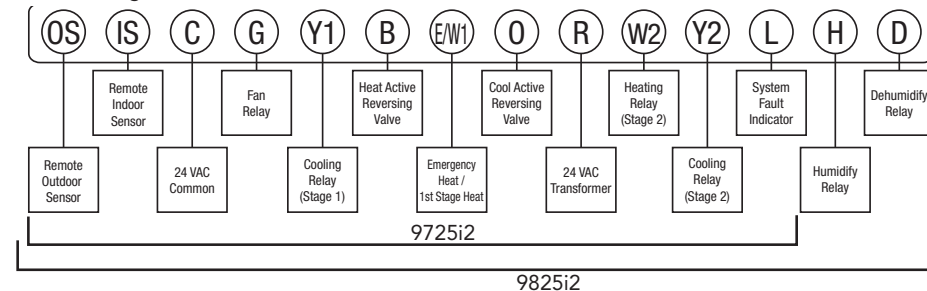 OS IS C G Y1 B E/W1 O R W2 Y2 L H D
Remote
Indoor
Sensor
Fan
Relay
Heat Active
Reversing
Valve
Cool Active
Reversing
Valve
Heating
Relay
(Stage 2)
System
Fault
Indicator
Dehumidify
Relay
Remote
Outdoor
Sensor
24 VAC
Common
Cooling
Relay
(Stage 1)
Emergency
Heat /
1st Stage Heat
24 VAC
Transformer
Cooling
Relay
(Stage 2)
Humidify
Relay
9725i2
9825i2